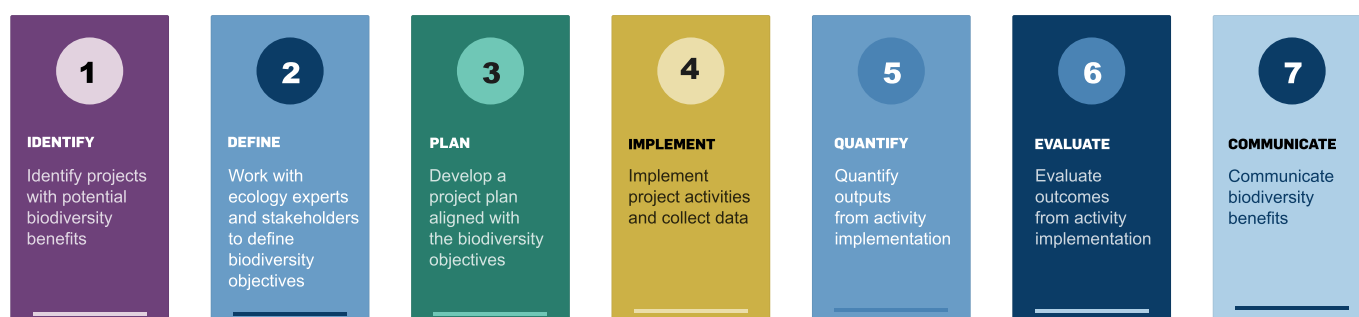 1
IDENTIFY
Identify projects
with potential
biodiversity
benefits
2
DEFINE
Work with
ecology experts
and stakeholders
to define
biodiversity
objectives
3
PLAN
Develop a
project plan
aligned with
the biodiversity
objectives
4
IMPLEMENT
Implement
project activities
and collect data
5
QUANTIFY
Quantify
outputs
from activity
implementation
6
EVALUATE
Evaluate
outcomes
from activity
implementation
7
COMMUNICATE
Communicate
biodiversity
benefits